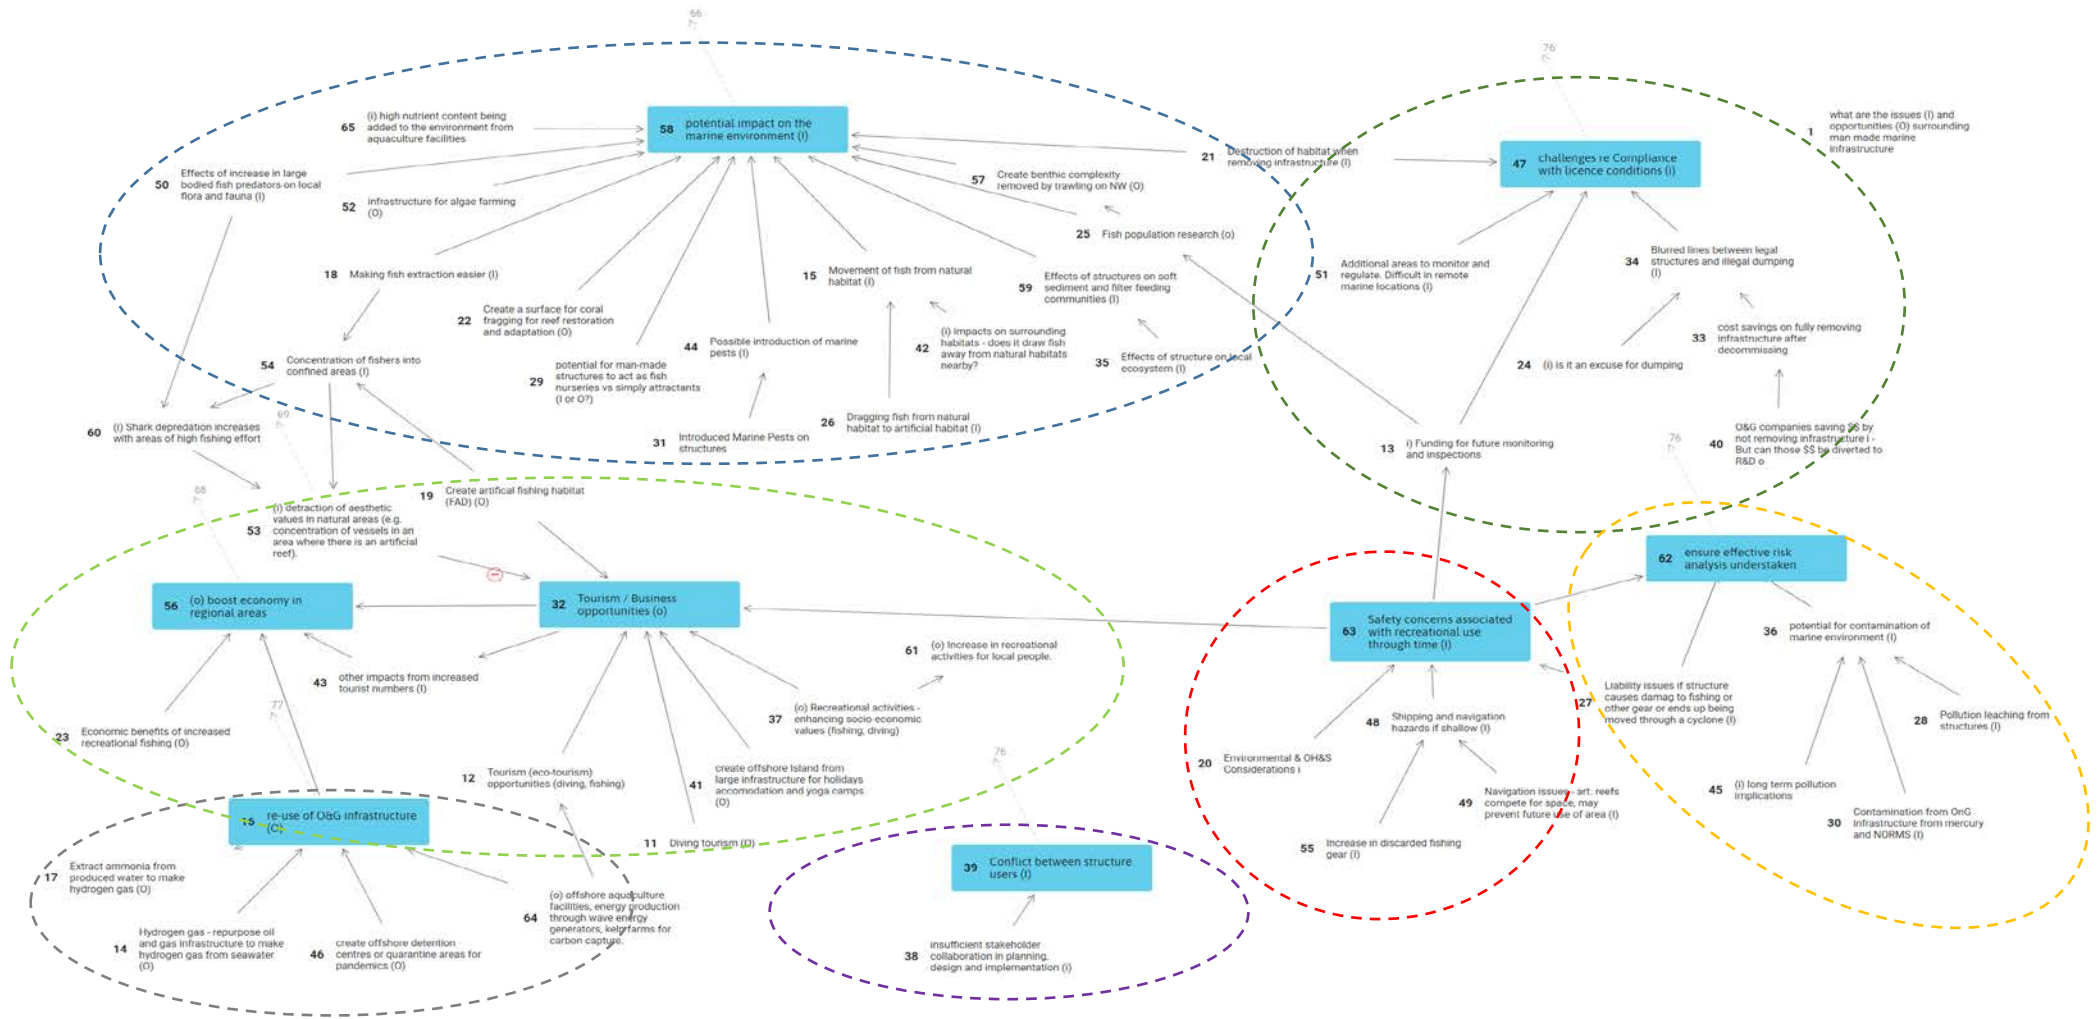 66
76
65 (i) high nutrient content being
added to the environment from
aquaculture facilities
58 potential impact on the
marine environment (I)
1 what are the issues (I) and
opportunities (O) surrounding
man made marine
infrastructure
50 Effects of increase in large
bodied fish predators on local
flora and fauna (I)
52 infrastructure for algae farming
(O)
57 Create benthic complexity
removed by trawling on NW (O)
21 Destruction of habitat when
removing infrastructure (I)
47 challenges re Compliance
with licence conditions (i)
25 Fish population research (o)
18 Making fish extraction easier (I)
15 Movement of fish from natural
habitat (I)
59 Effects of structures on soft
sediment and filter feeding
communities (I)
51 Additional areas to monitor and
regulate. Difficult in remote
marine locations (I)
34 Blurred lines between legal
structures and illegal dumping
(I)
22 Create a surface for coral
fragging for reef restoration
and adaptation (O)
44 Possible introduction of marine
pests (I)
42 (i) impacts on surrounding
habitats - does it draw fish
away from natural habitats
nearby?
35 Effects of structure on local
ecosystem (I)
33 cost savings on fully removing
infrastructure after
decommissing
54 Concentration of fishers into
confined areas (I)
29 potential for man-made
structures to act as fish
nurseries vs simply attractants
(I or O?)
24 (i) is it an excuse for dumping
60 (i) Shark depredation increases
with areas of high fishing effort
69
31 Introduced Marine Pests on
structures
26 Dragging fish from natural
habitat to artificial habitat (I)
13 i) Funding for future monitoring
and inspections
76
40 O&G companies saving $$ by
not removing infrastructure i -
But can those $$ be diverted to
R&D o
68
19 Create artifical fishing habitat
(FAD) (O)
53 (i) detraction of aesthetic
values in natural areas (e.g.
concentration of vessels in an
area where there is an artificial
reef).
62 ensure effective risk
analysis understaken
56 (o) boost economy in
regional areas
32 Tourism / Business
opportunities (o)
63 Safety concerns associated
with recreational use
through time (I)
36 potential for contamination of
marine environment (I)
61 (o) Increase in recreational
activities for local people.
43 other impacts from increased
tourist numbers (I)
77
23 Economic benefits of increased
recreational fishing (O)
37 (o) Recreational activities -
enhancing socio-economic
values (fishing, diving)
48 Shipping and navigation
hazards if shallow (I)
27 Liability issues if structure
causes damag to fishing or
other gear or ends up being
moved through a cyclone (I)
28 Pollution leaching from
structures (I)
76
20 Environmental & OH&S
Considerations i
12 Tourism (eco-tourism)
opportunities (diving, fishing)
41 create offshore Island from
large infrastructure for holidays
accomodation and yoga camps
(O)
49 Navigation issues - art. reefs
compete for space, may
prevent future use of area (I)
45 (i) long term pollution
implications
30 Contamination from OnG
infrastructure from mercury
and NORMS (I)
16 re-use of O&G infrastructure
(O)
11 Diving tourism (O)
55 Increase in discarded fishing
gear (I)
39 Conflict between structure
users (I)
17 Extract ammonia from
produced water to make
hydrogen gas (O)
64 (o) offshore aquaculture
facilities, energy production
through wave energy
generators, kelp farms for
carbon capture.
14 Hydrogen gas - repurpose oil
and gas infrastructure to make
hydrogen gas from seawater
(O)
46 create offshore detention
centres or quarantine areas for
pandemics (O)
38 insufficient stakeholder
collaboration in planning,
design and implementation (i)